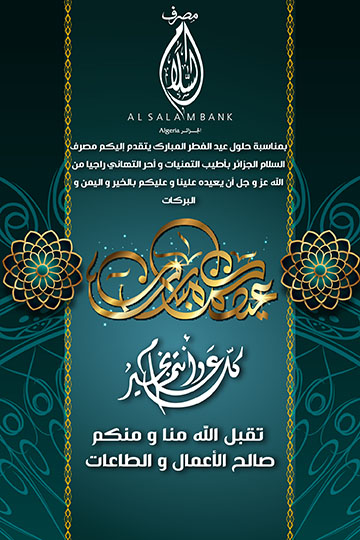 مصرف
السلام
AL SALAM BANK
Algeria الجزائر
بمناسبة حلول عيد الفطر المبارك يتقدم إليكم مصرف
السلام الجزائر بأطيب التمنيات و أحر التهاني راجيا من
الله عز و جل أن يعيده علينا و عليكم بالخير و اليمن و
البركات
عيد مبارك
كل عام وأنتم بخير
تقبل الله منا و منكم
صالح الأعمال و الطاعات